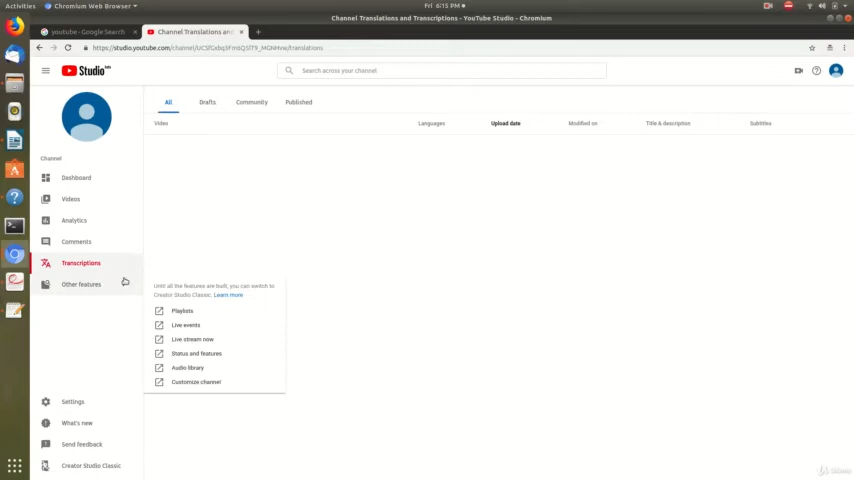 Activities
Chromium Web Browser
Fri 6:15 PM
Channel Translations and Transcriptions - YouTube Studio - Chromium
youtube - Google Search
Channel Translations and
Studio
Search across your channel
All
Drafts
Community
Published
Video
Languages
Upload date
Modified on
Title & description
Subtitles
Channel
Dashboard
Videos
Analytics
Comments
Transcriptions
Other features
Until all the features are built, you can switch to
Creator Studio Classic. Learn more
Playlists
Live events
Live stream now
Status and features
Audio library
Customize channel
Settings
What's new
Send feedback
Creator Studio Classic